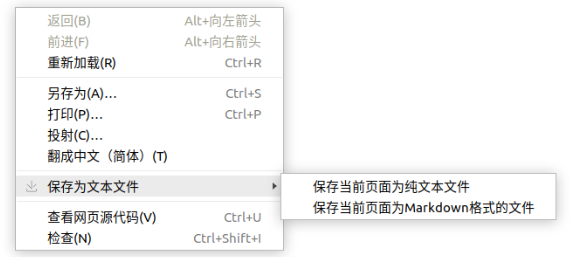 返回(B) Alt+向左箭头
前进(F) Alt+向右箭头
重新加载(R) Ctrl+R
另存为(A)... Ctrl+S
打印(P)... Ctrl+P
投射(C)...
翻成中文（简体）(T)
保存为文本文件
保存当前页面为纯文本文件
保存当前页面为Markdown格式的文件
查看网页源代码(V) Ctrl+U
检查(N) Ctrl+Shift+I